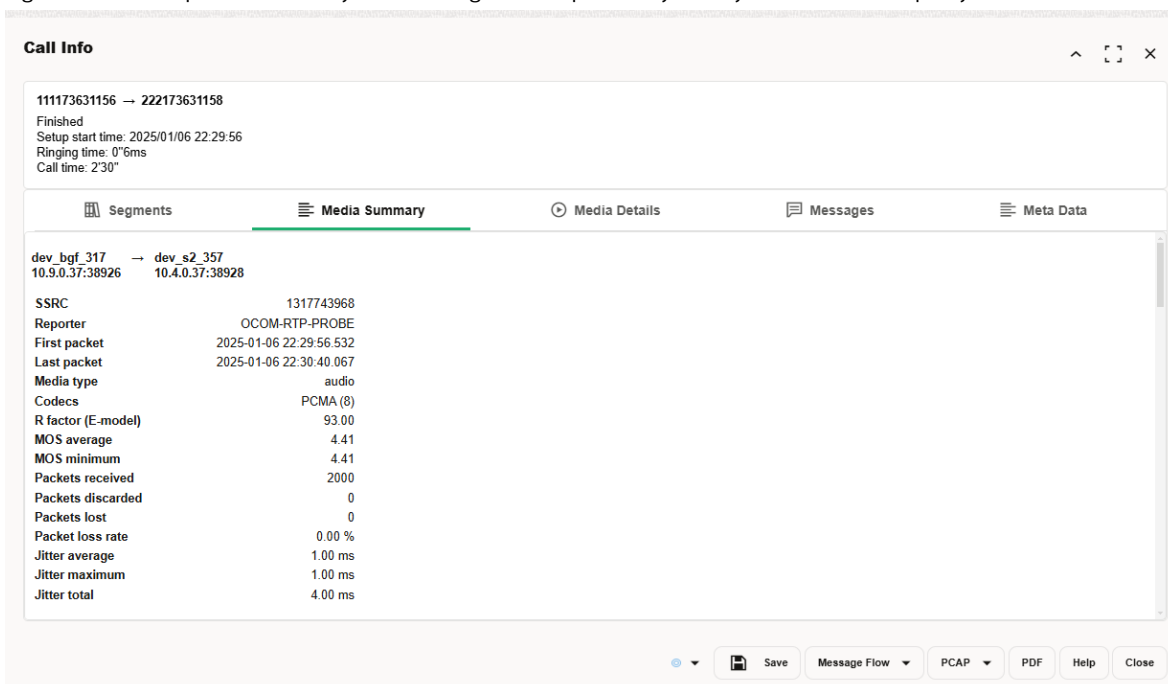 Call Info
111173631156 → 222173631158
Finished
Setup start time: 2025/01/06 22:29:56
Ringing time: 0"6ms
Call time: 2'30"
Segments Media Summary Media Details Messages Meta Data
dev_bgf_317 → dev_s2_357
10.9.0.37:38926 10.4.0.37:38928
SSRC 1317743968
Reporter OCOM-RTP-PROBE
First packet 2025-01-06 22:29:56.532
Last packet 2025-01-06 22:30:40.067
Media type audio
Codecs PCMA (8)
R factor (E-model) 93.00
MOS average 4.41
MOS minimum 4.41
Packets received 2000
Packets discarded 0
Packets lost 0
Packet loss rate 0.00 %
Jitter average 1.00 ms
Jitter maximum 1.00 ms
Jitter total 4.00 ms
Save Message Flow PCAP PDF Help Close